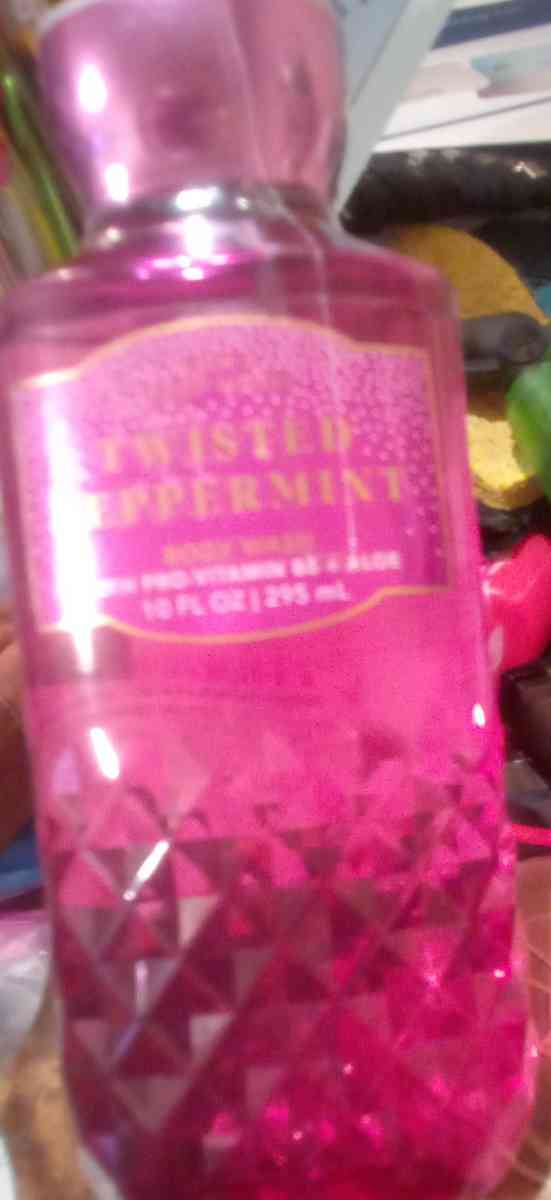 TWISTED
PEPPERMINT
BODY WASH
WITH PRO-VITAMIN B5 + ALOE
10 FL OZ | 295 mL